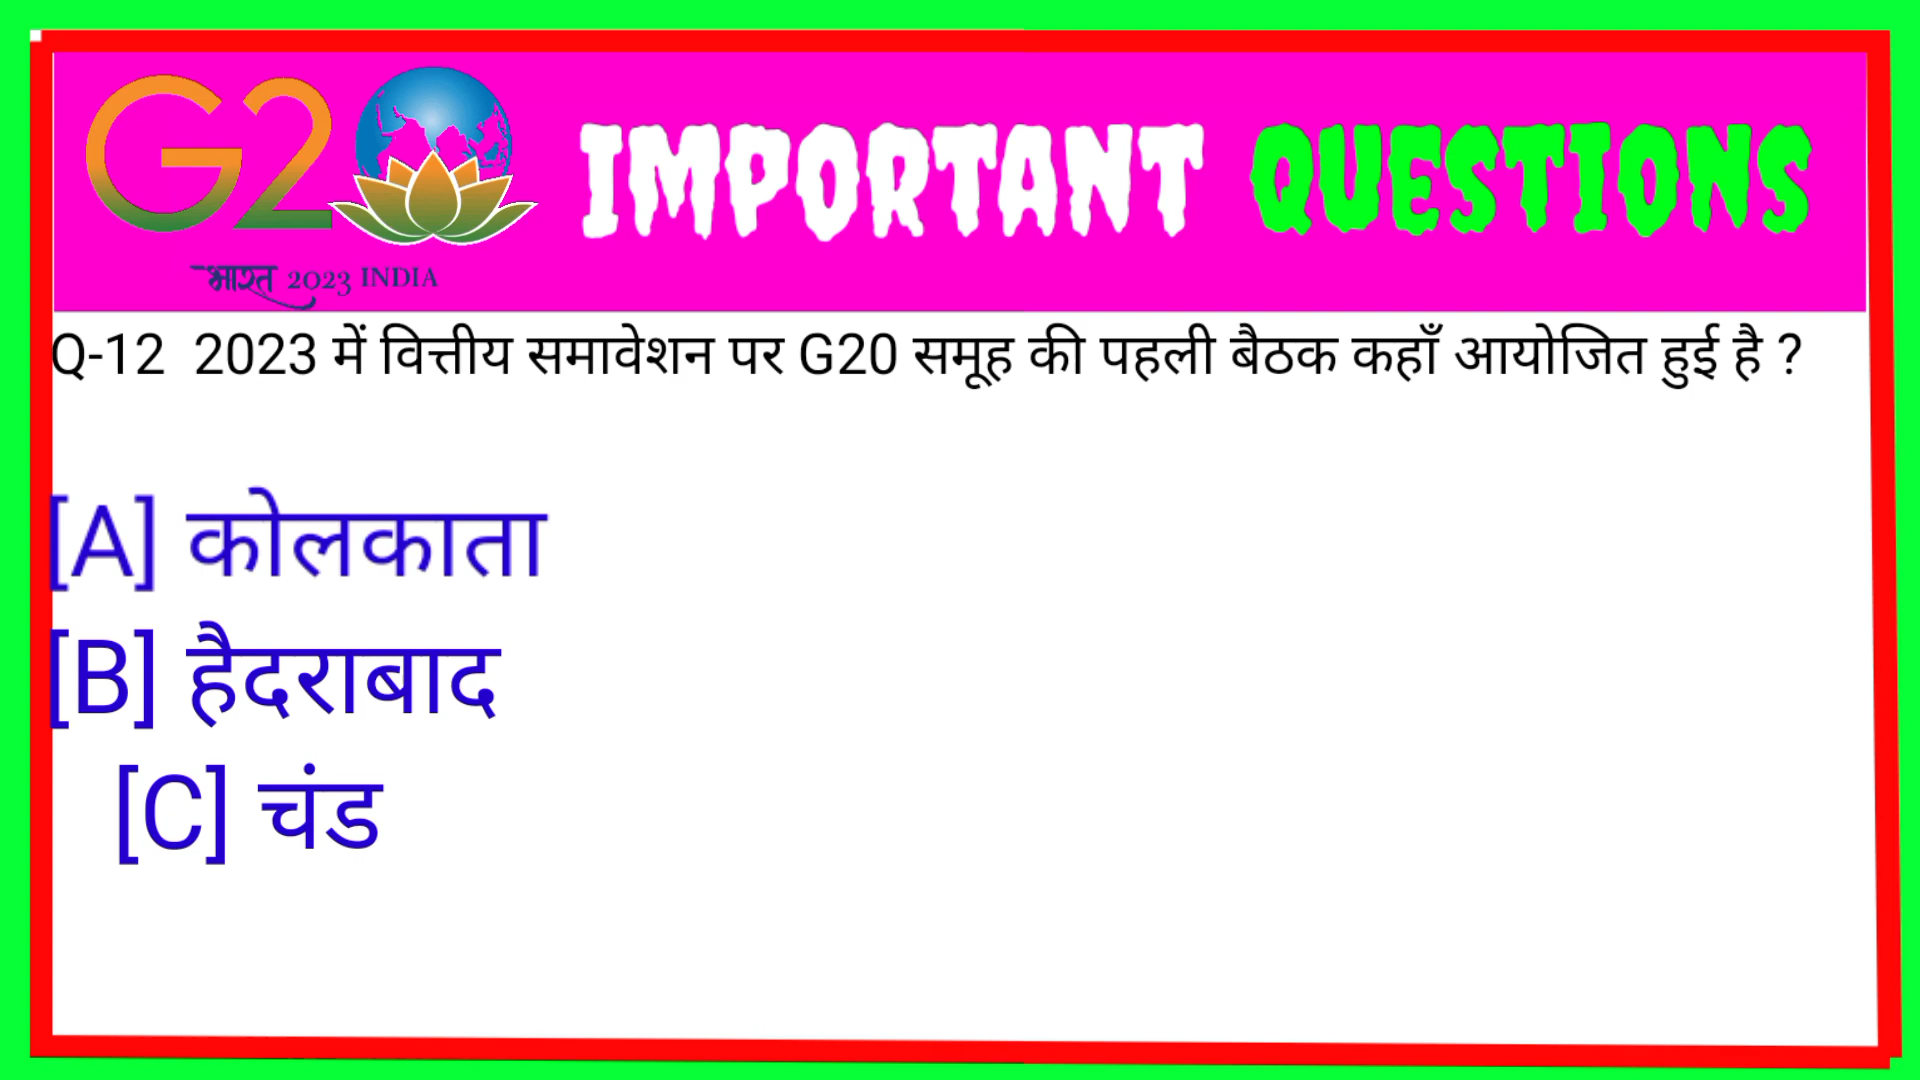 G20
भारत 2023 INDIA
IMPORTANT QUESTIONS
Q-12 2023 में वित्तीय समावेशन पर G20 समूह की पहली बैठक कहाँ आयोजित हुई है ?
[A] कोलकाता
[B] हैदराबाद
[C] चंड